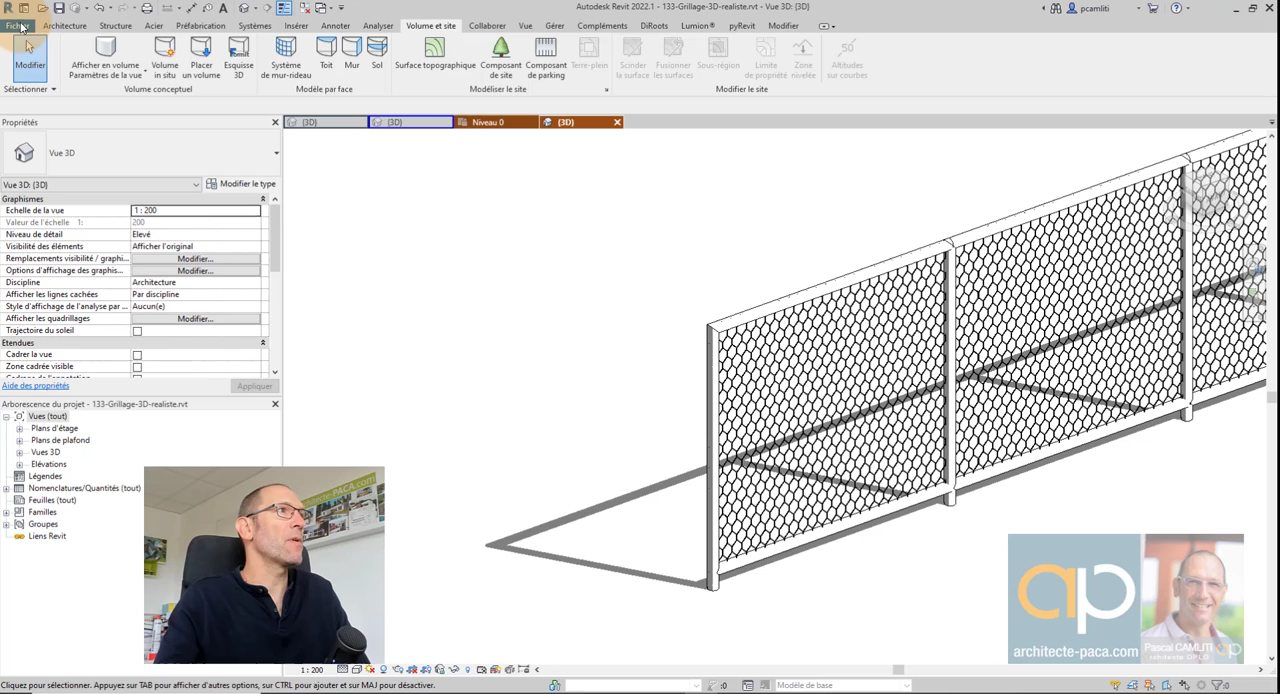 Autodesk Revit 2022.1 - 133-Grillage-3D-realiste.rvt - Vue 3D: (3D)
pcamliti
Architecture Structure Acier Préfabrication Systèmes Insérer Annoter Analyser Volume et site Collaborer Vue Gérer Compléments DiRoots Lumion® pyRevit Modifier
Modifier
Afficher en volume
Paramètres de la vue
Volume
in situ
Placer
un volume
Esquisse
3D
Système
de mur-rideau
Toit
Mur
Sol
Surface topographique
Composant
de site
Composant
de parking
Terre-plein
Scinder
la surface
Fusionner
les surfaces
Sous-région
Limite
de propriété
Zone
nivelée
50
Altitudes
sur courbes
Sélectionner
Volume conceptuel
Modèle par face
Modéliser le site
Modifier le site
Propriétés
{3D}
{3D}
Niveau 0
{3D}
Vue 3D
Vue 3D: {3D}
Modifier le type
Graphismes
Echelle de la vue 1 : 200
Valeur de l'échelle 1: 200
Niveau de détail Elevé
Visibilité des éléments Afficher l'original
Remplacements visibilité / graphi... Modifier...
Options d'affichage des graphis... Modifier...
Discipline Architecture
Afficher les lignes cachées Par discipline
Style d'affichage de l'analyse par ... Aucun(e)
Afficher les quadrillages Modifier...
Trajectoire du soleil
Etendues
Cadrer la vue
Zone cadrée visible
Aide des propriétés
Appliquer
Arborescence du projet - 133-Grillage-3D-realiste.rvt
Vues (tout)
Plans d'étage
Plans de plafond
Vues 3D
Elévations
Légendes
Nomenclatures/Quantités (tout)
Feuilles (tout)
Familles
Groupes
Liens Revit
ap
architecte-paca.com
Pascal CAMLITI
architecte DPLG
1 : 200
Cliquez pour sélectionner. Appuyez sur TAB pour afficher d'autres options, sur CTRL pour ajouter et sur MAJ pour désactiver.
:0
Modèle de base
:0